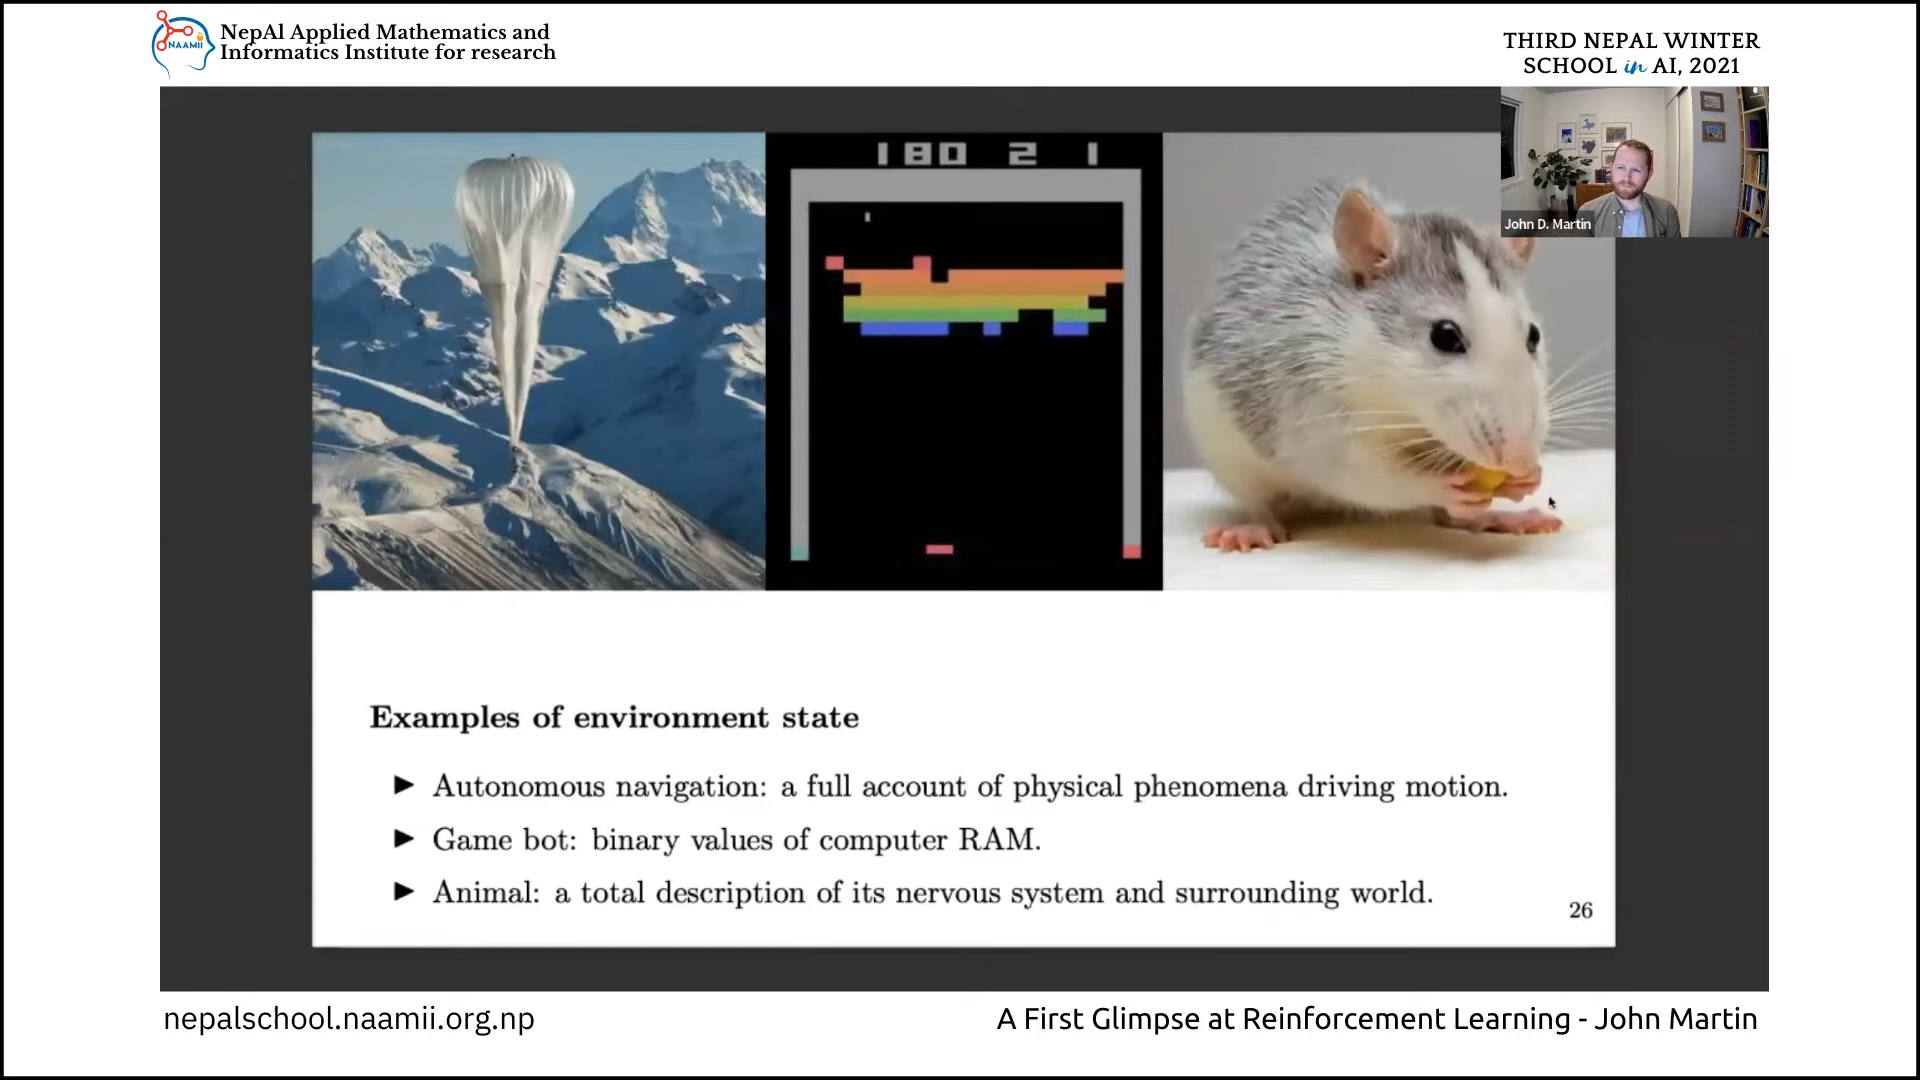 NAAMII
NepAl Applied Mathematics and
Informatics Institute for research
THIRD NEPAL WINTER
SCHOOL in AI, 2021
John D. Martin
180 2 1
Examples of environment state
► Autonomous navigation: a full account of physical phenomena driving motion.
► Game bot: binary values of computer RAM.
► Animal: a total description of its nervous system and surrounding world.
26
nepalschool.naamii.org.np
A First Glimpse at Reinforcement Learning - John Martin